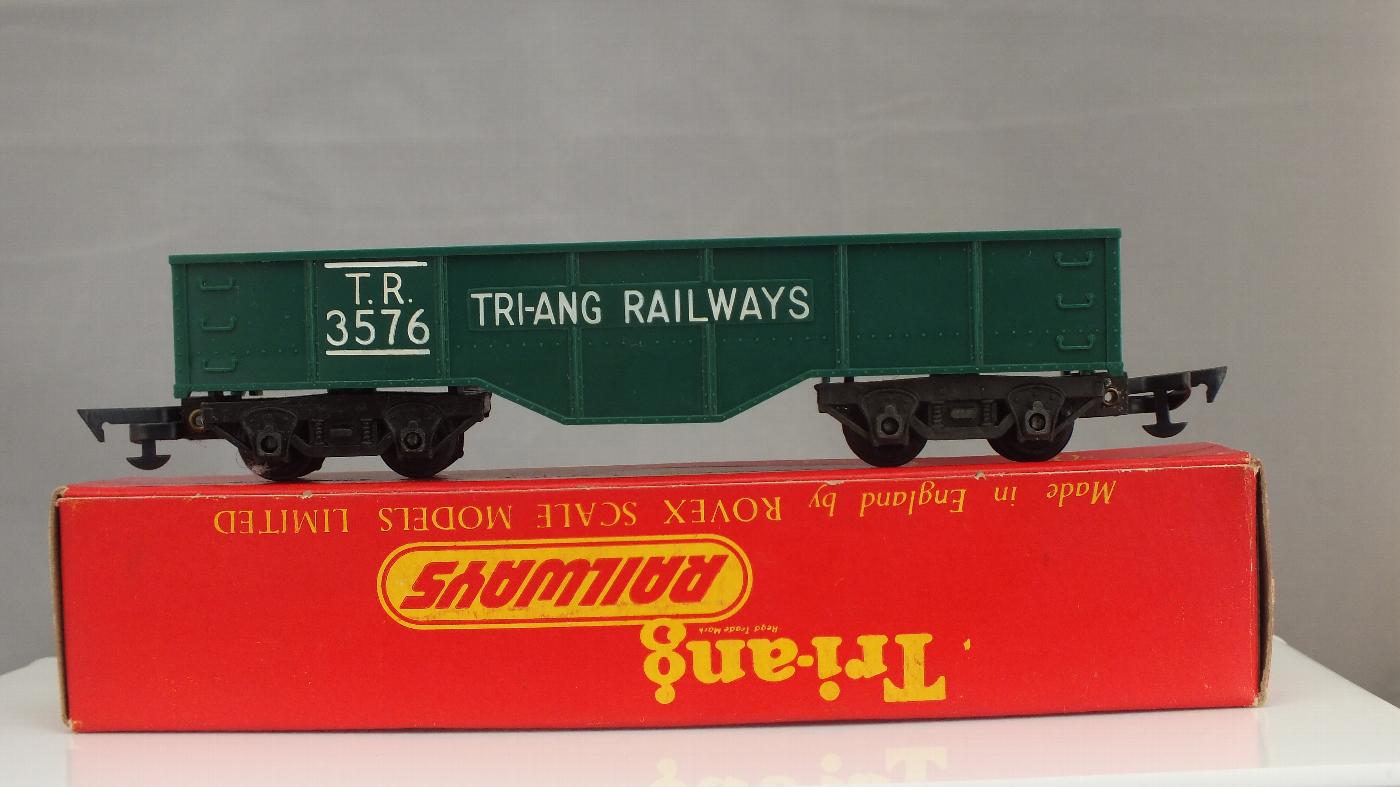 T.R.
3576
TRI-ANG RAILWAYS
Tri-ang
Regd Trade Mark
RAILWAYS
Made in England by ROVEX SCALE MODELS LIMITED